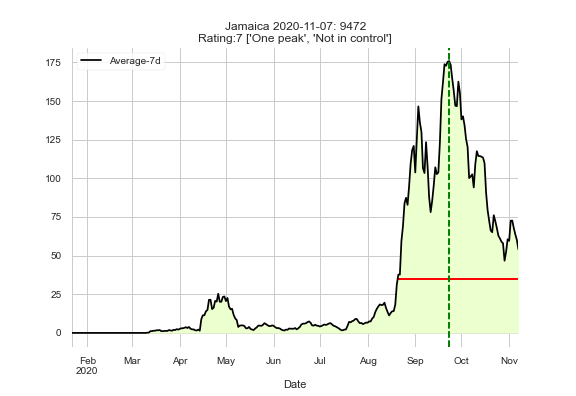 Jamaica 2020-11-07: 9472
Rating:7 ['One peak', 'Not in control']
Average-7d
175
150
125
100
75
50
25
0
Feb Mar Apr May Jun Jul Aug Sep Oct Nov
2020
Date